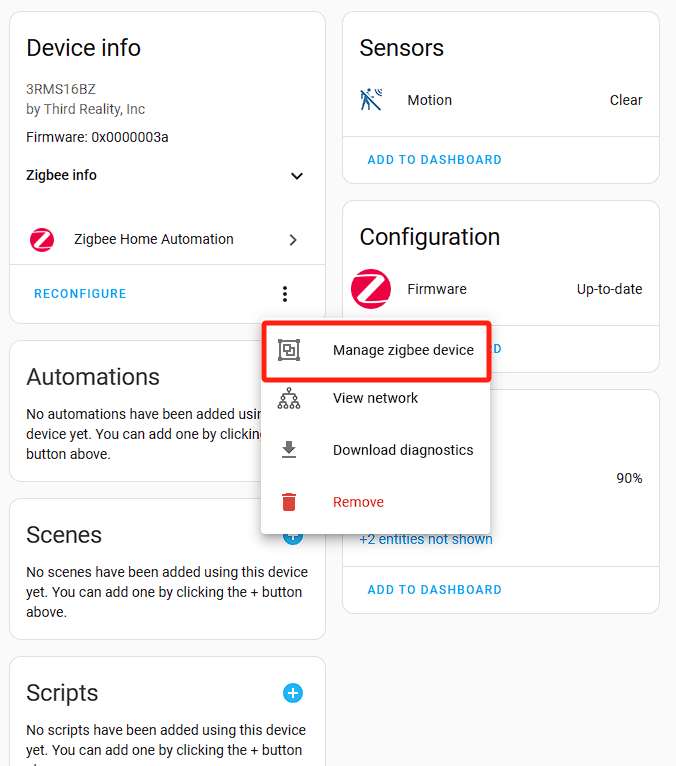 Device info
3RMS16BZ
by Third Reality, Inc
Firmware: 0x0000003a
Zigbee info
Zigbee Home Automation
RECONFIGURE
Manage zigbee device
View network
Download diagnostics
Remove
Automations
No automations have been added
device yet. You can add one by clicking
button above.
Scenes
No scenes have been added using this device
yet. You can add one by clicking the + button
above.
Scripts
No scripts have been added using this device
yet. You can add one by clicking the + button
Sensors
Motion
Clear
ADD TO DASHBOARD
Configuration
Firmware
Up-to-date
90%
+2 entities not shown
ADD TO DASHBOARD